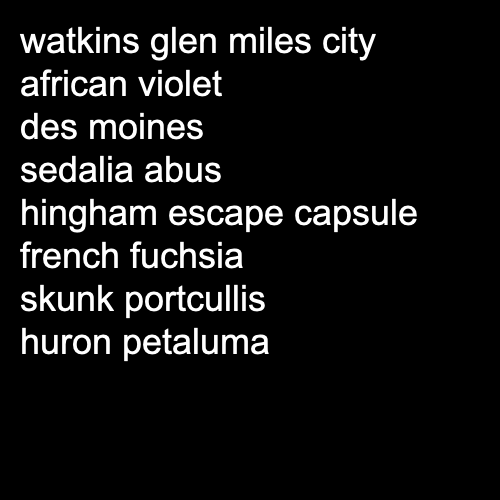 watkins glen miles city
african violet
des moines
sedalia abus
hingham escape capsule
french fuchsia
skunk portcullis
huron petaluma